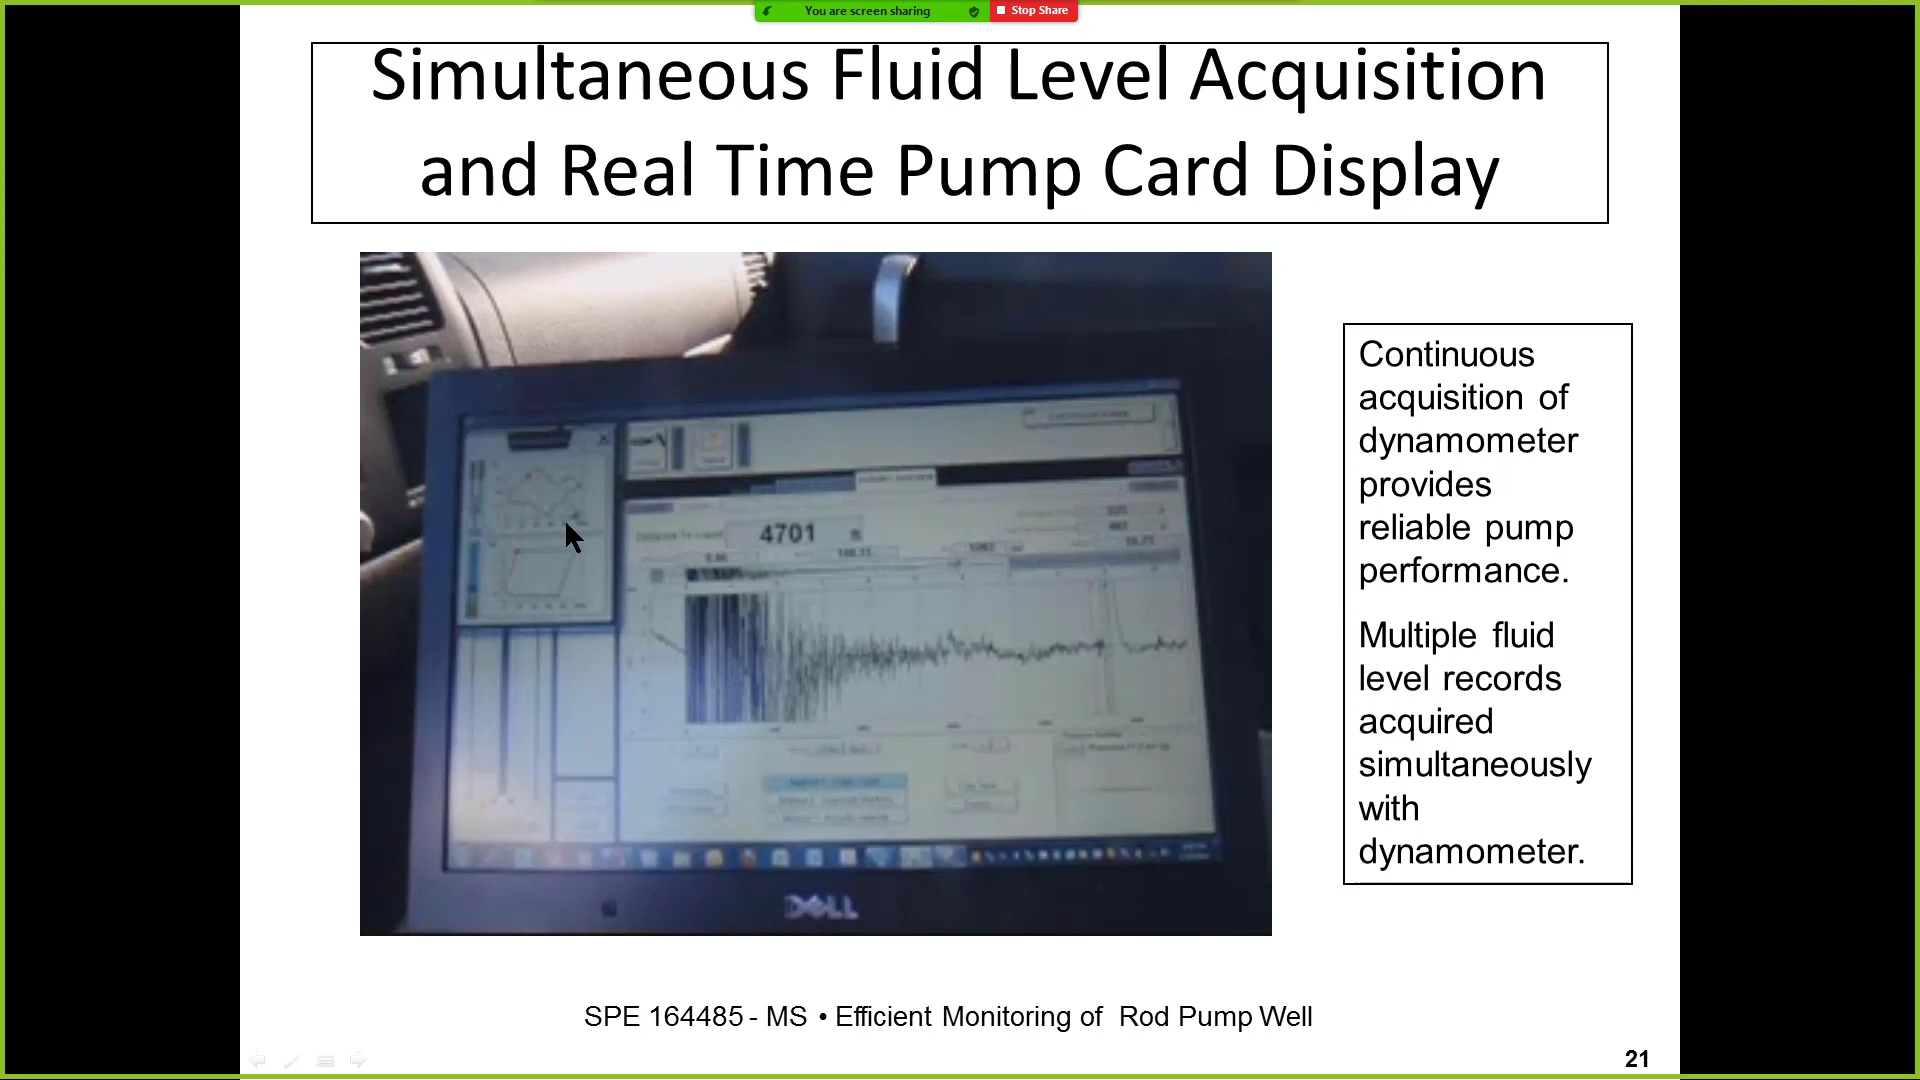 You are screen sharing
Stop Share
Simultaneous Fluid Level Acquisition
and Real Time Pump Card Display
4701
DELL
Continuous
acquisition of
dynamometer
provides
reliable pump
performance.
Multiple fluid
level records
acquired
simultaneously
with
dynamometer.
SPE 164485 - MS • Efficient Monitoring of Rod Pump Well
21